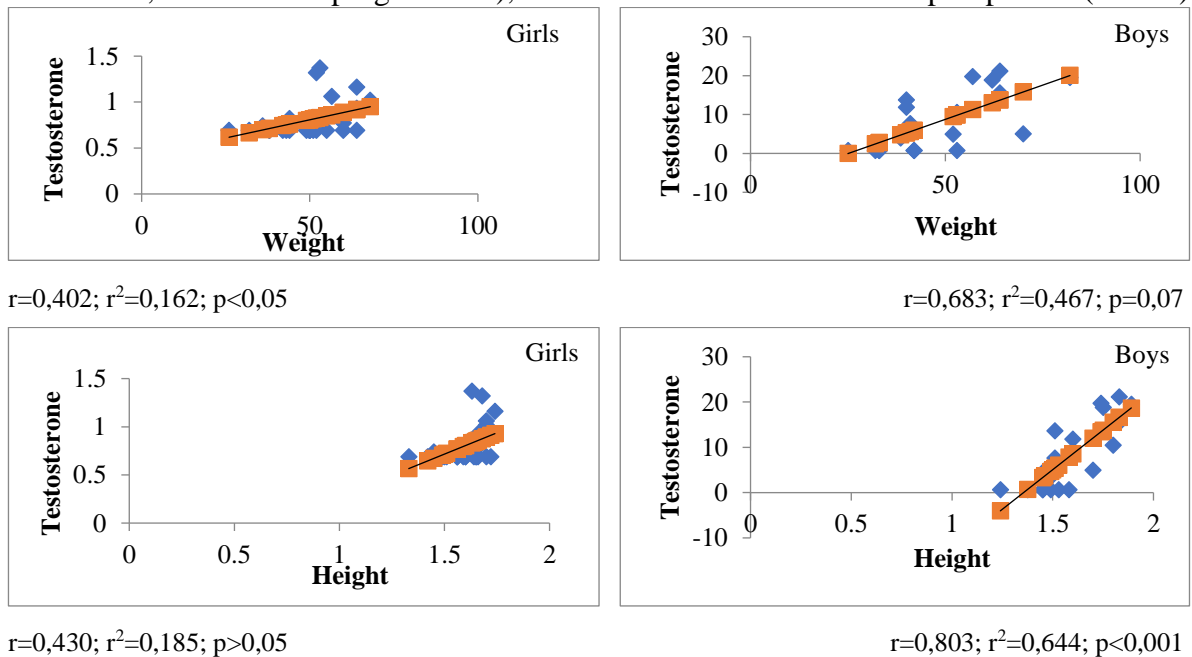 Girls
1.5
1
0.5
0
0 50 100
Testosterone
Weight
Boys
30
20
10
0
-10
0 50 100
Testosterone
Weight
r=0,402; r²=0,162; p<0,05
r=0,683; r²=0,467; p=0,07
Girls
1.5
1
0.5
0
0 0.5 1 1.5 2
Testosterone
Height
Boys
30
20
10
0
-10
0 0.5 1 1.5 2
Testosterone
Height
r=0,430; r²=0,185; p>0,05
r=0,803; r²=0,644; p<0,001